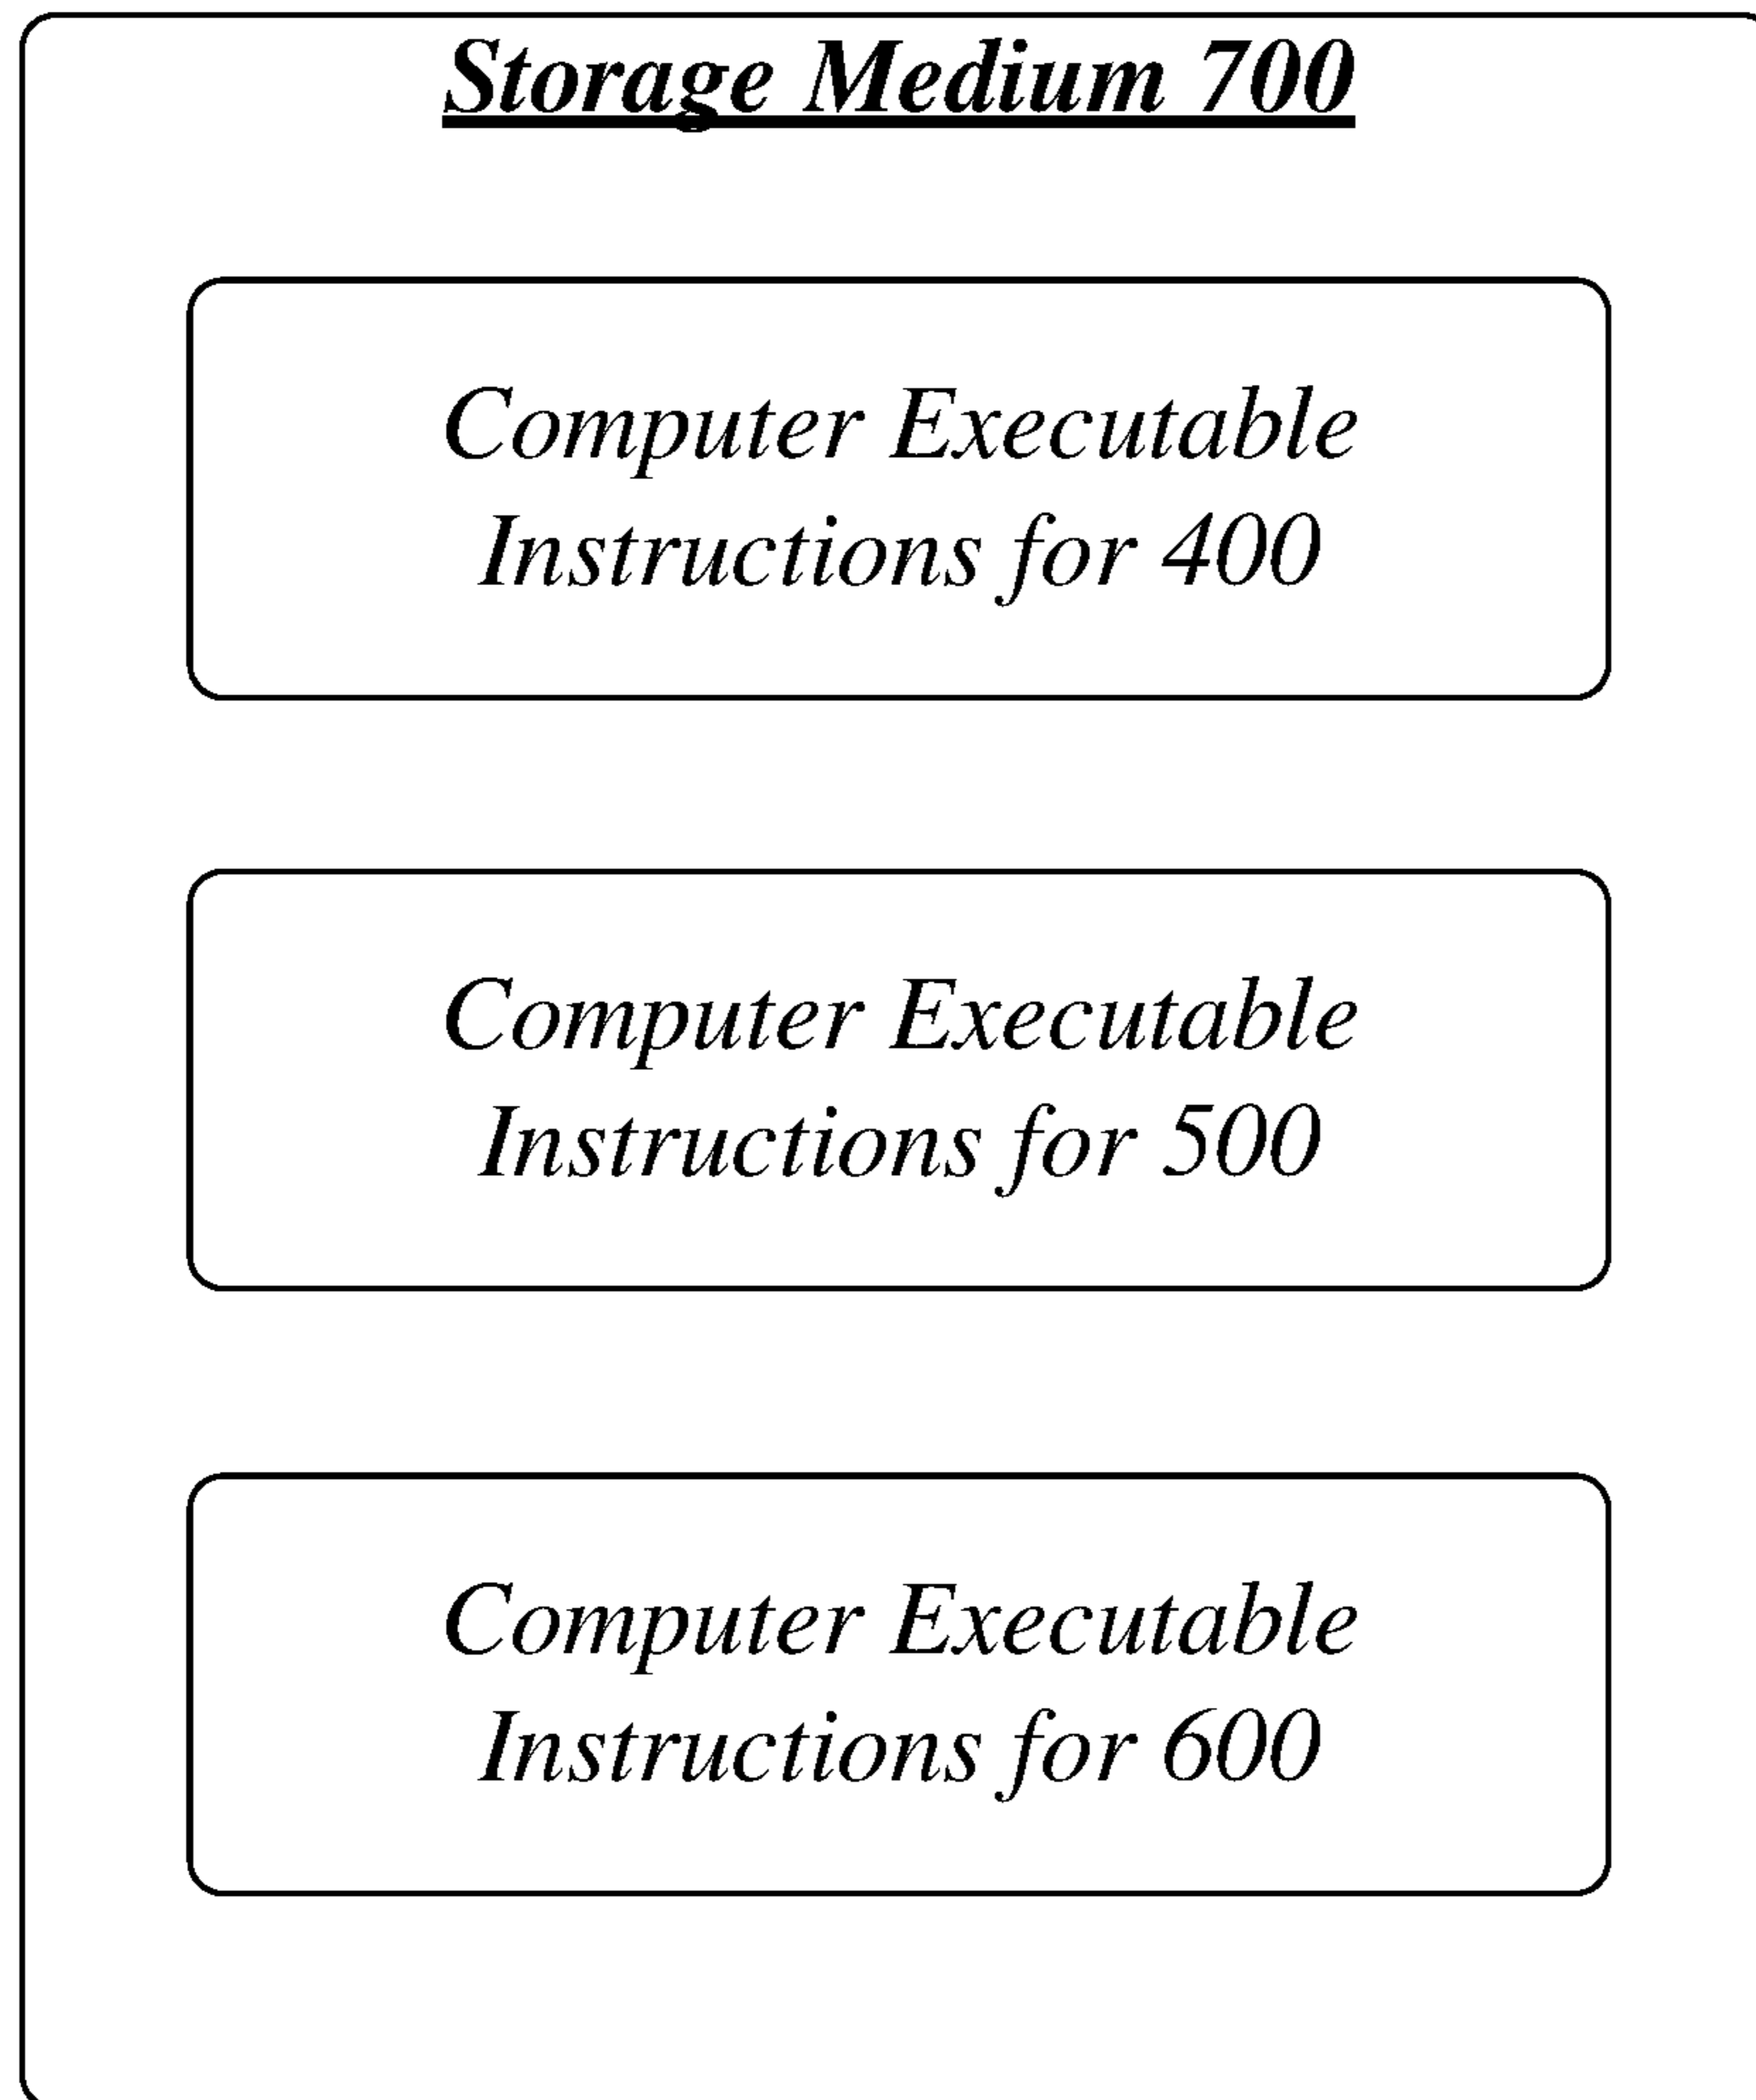 Storage Medium 700
Computer Executable
Instructions for 400
Computer Executable
Instructions for 500
Computer Executable
Instructions for 600